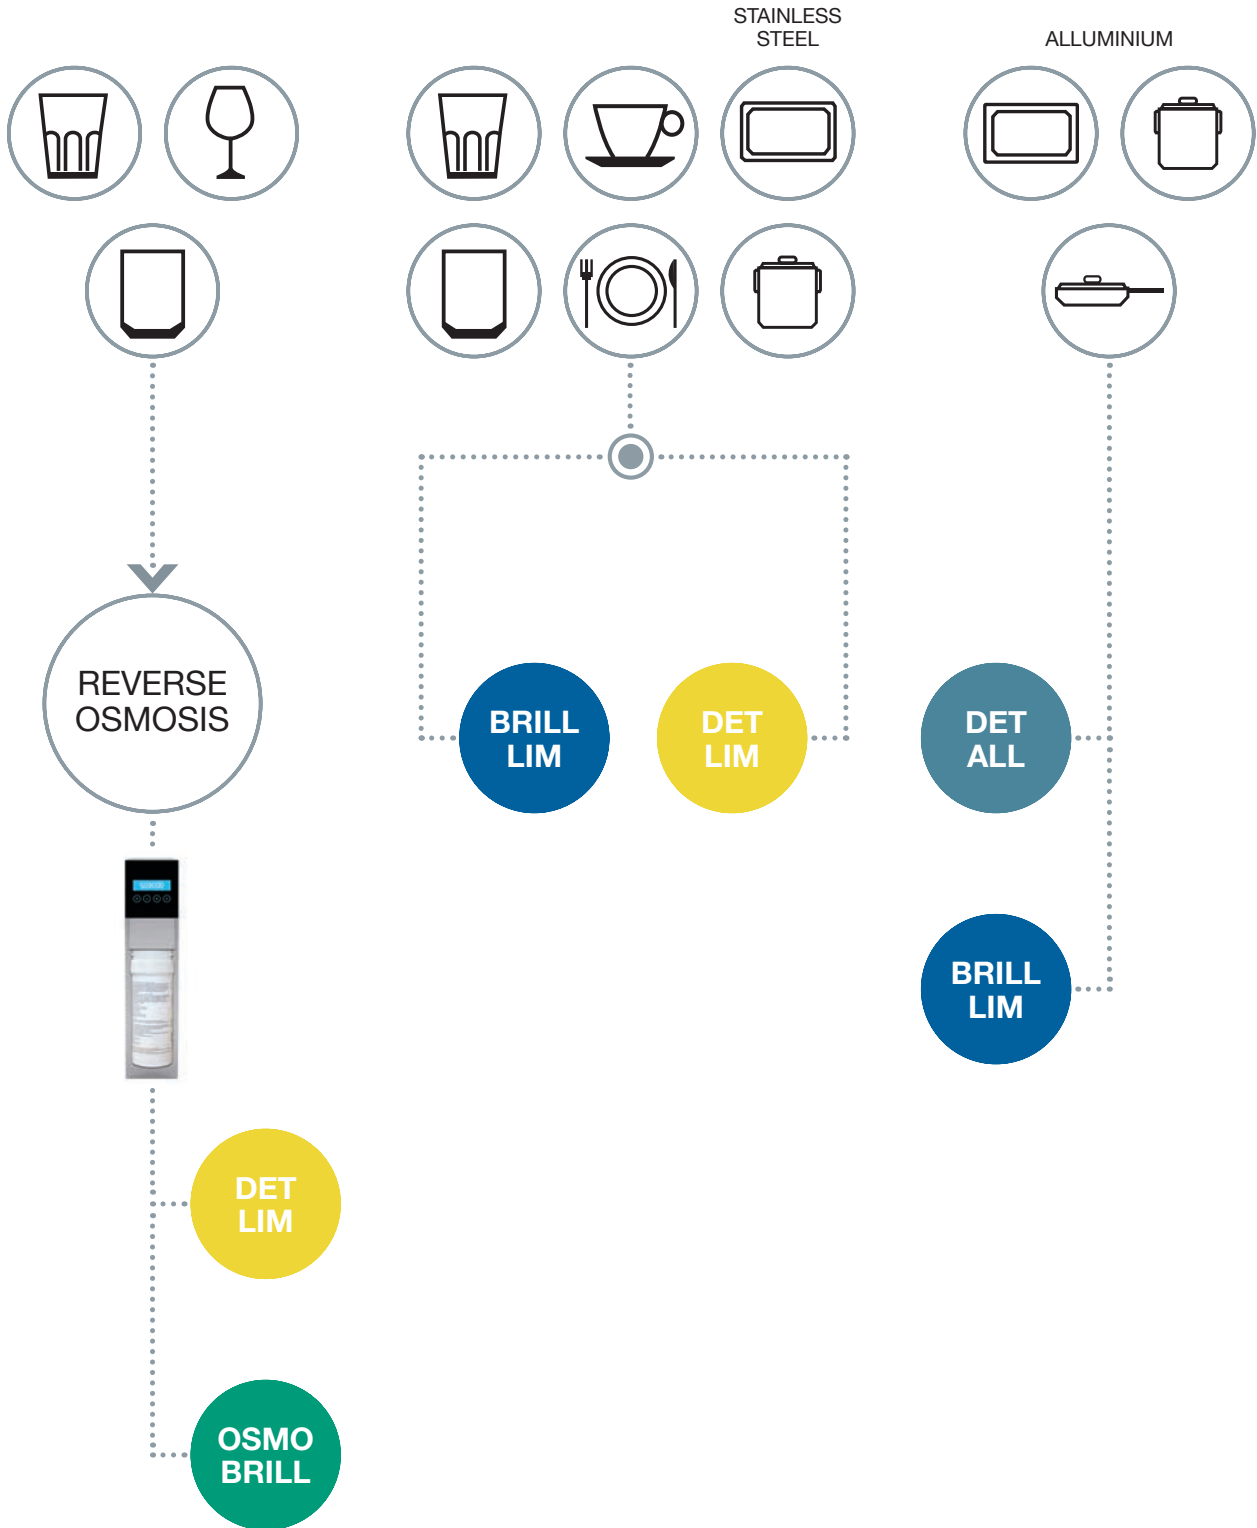 STAINLESS
STEEL
ALLUMINIUM
REVERSE
OSMOSIS
BRILL
LIM
DET
LIM
DET
ALL
BRILL
LIM
DET
LIM
OSMO
BRILL